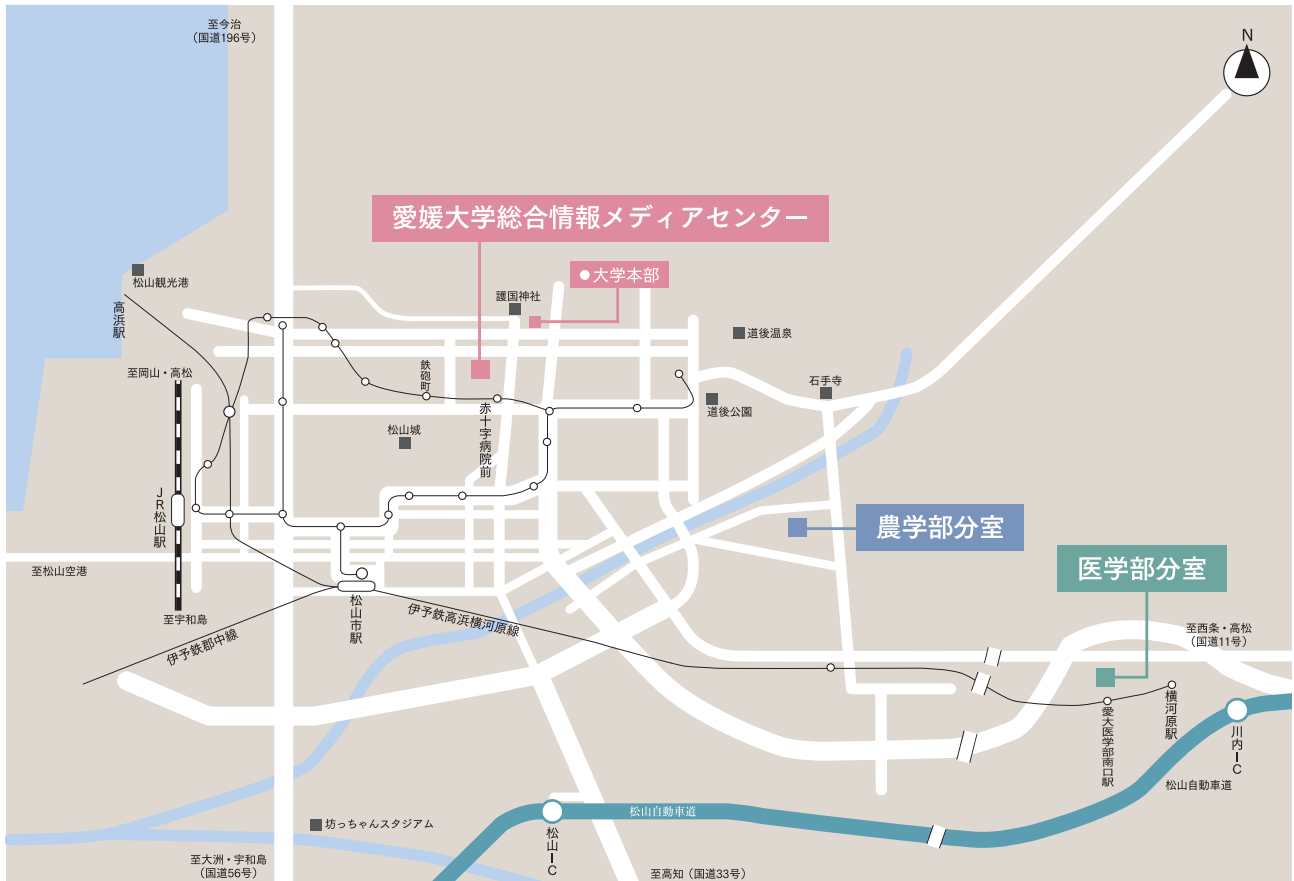 至今治
（国道196号）
N
愛媛大学総合情報メディアセンター
●大学本部
松山観光港
護国神社
高浜駅
道後温泉
至岡山・高松
鉄砲町
石手寺
赤十字病院前
道後公園
松山城
JR松山駅
農学部分室
医学部分室
至松山空港
松山市駅
伊予鉄高浜横河原線
至宇和島
伊予鉄郡中線
至西条・高松
（国道11号）
横河原駅
愛大医学部南口駅
川内IC
松山自動車道
松山自動車道
坊っちゃんスタジアム
松山IC
至大洲・宇和島
（国道56号）
至高知（国道33号）